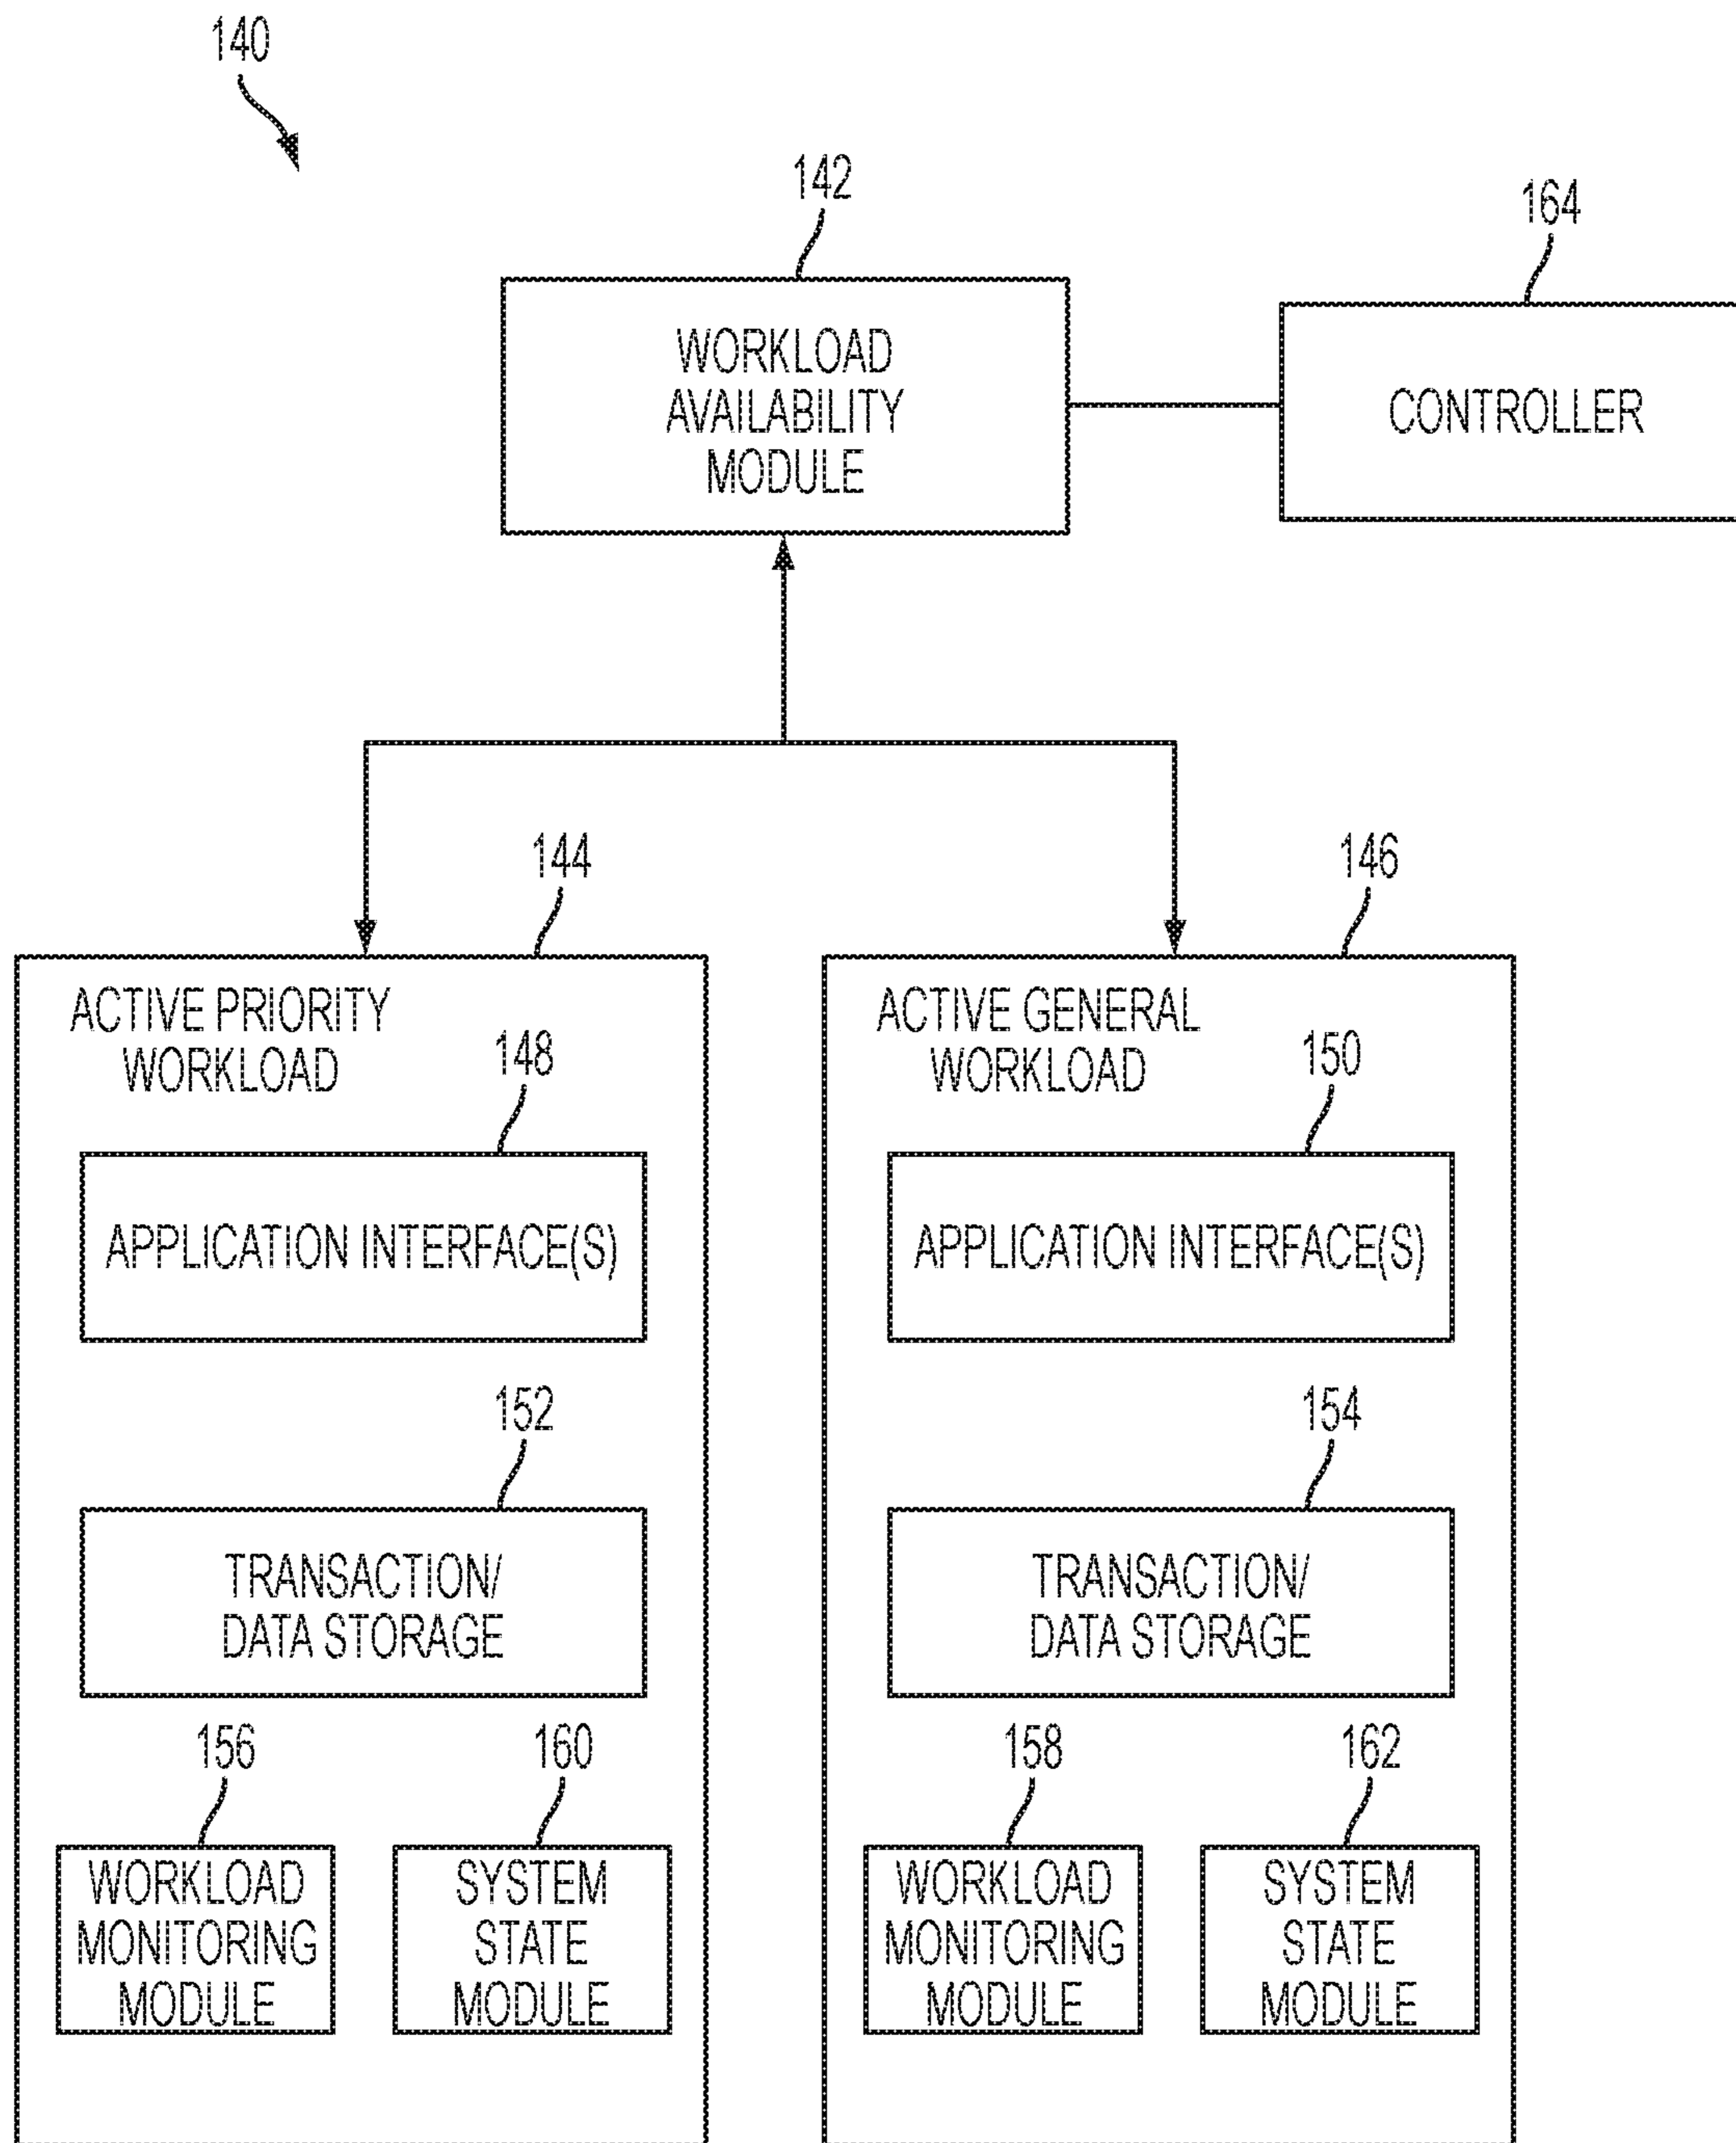 140
142
164
WORKLOAD
AVAILABILITY
MODULE
CONTROLLER
144
146
ACTIVE PRIORITY
WORKLOAD
148
APPLICATION INTERFACE(S)
152
TRANSACTION/
DATA STORAGE
156
160
WORKLOAD
MONITORING
MODULE
SYSTEM
STATE
MODULE
ACTIVE GENERAL
WORKLOAD
150
APPLICATION INTERFACE(S)
154
TRANSACTION/
DATA STORAGE
158
162
WORKLOAD
MONITORING
MODULE
SYSTEM
STATE
MODULE